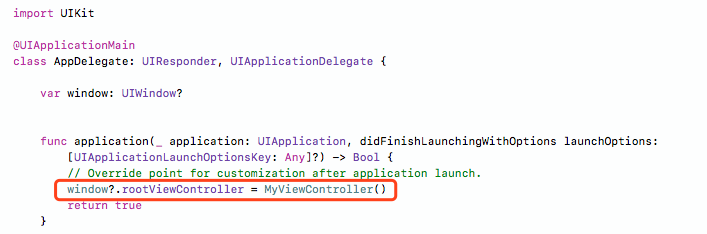 import UIKit
@UIApplicationMain
class AppDelegate: UIResponder, UIApplicationDelegate {
var window: UIWindow?
func application(_ application: UIApplication, didFinishLaunchingWithOptions launchOptions:
[UIApplicationLaunchOptionsKey: Any]?) -> Bool {
// Override point for customization after application launch.
window?.rootViewController = MyViewController()
return true
}